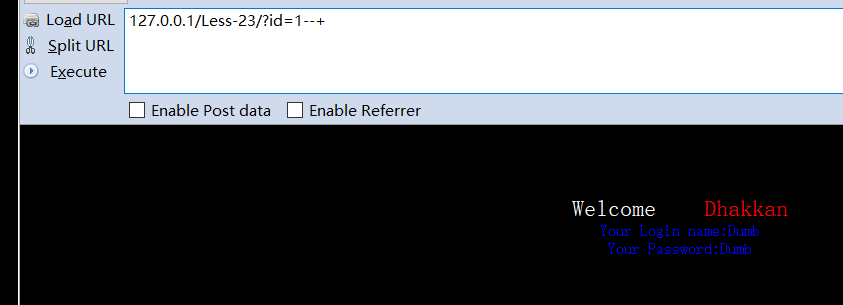 Load URL 127.0.0.1/Less-23/?id=1--+
Split URL
Execute
Enable Post data Enable Referrer
Welcome Dhakkan
Your Login name:Dumb
Your Password:Dumb